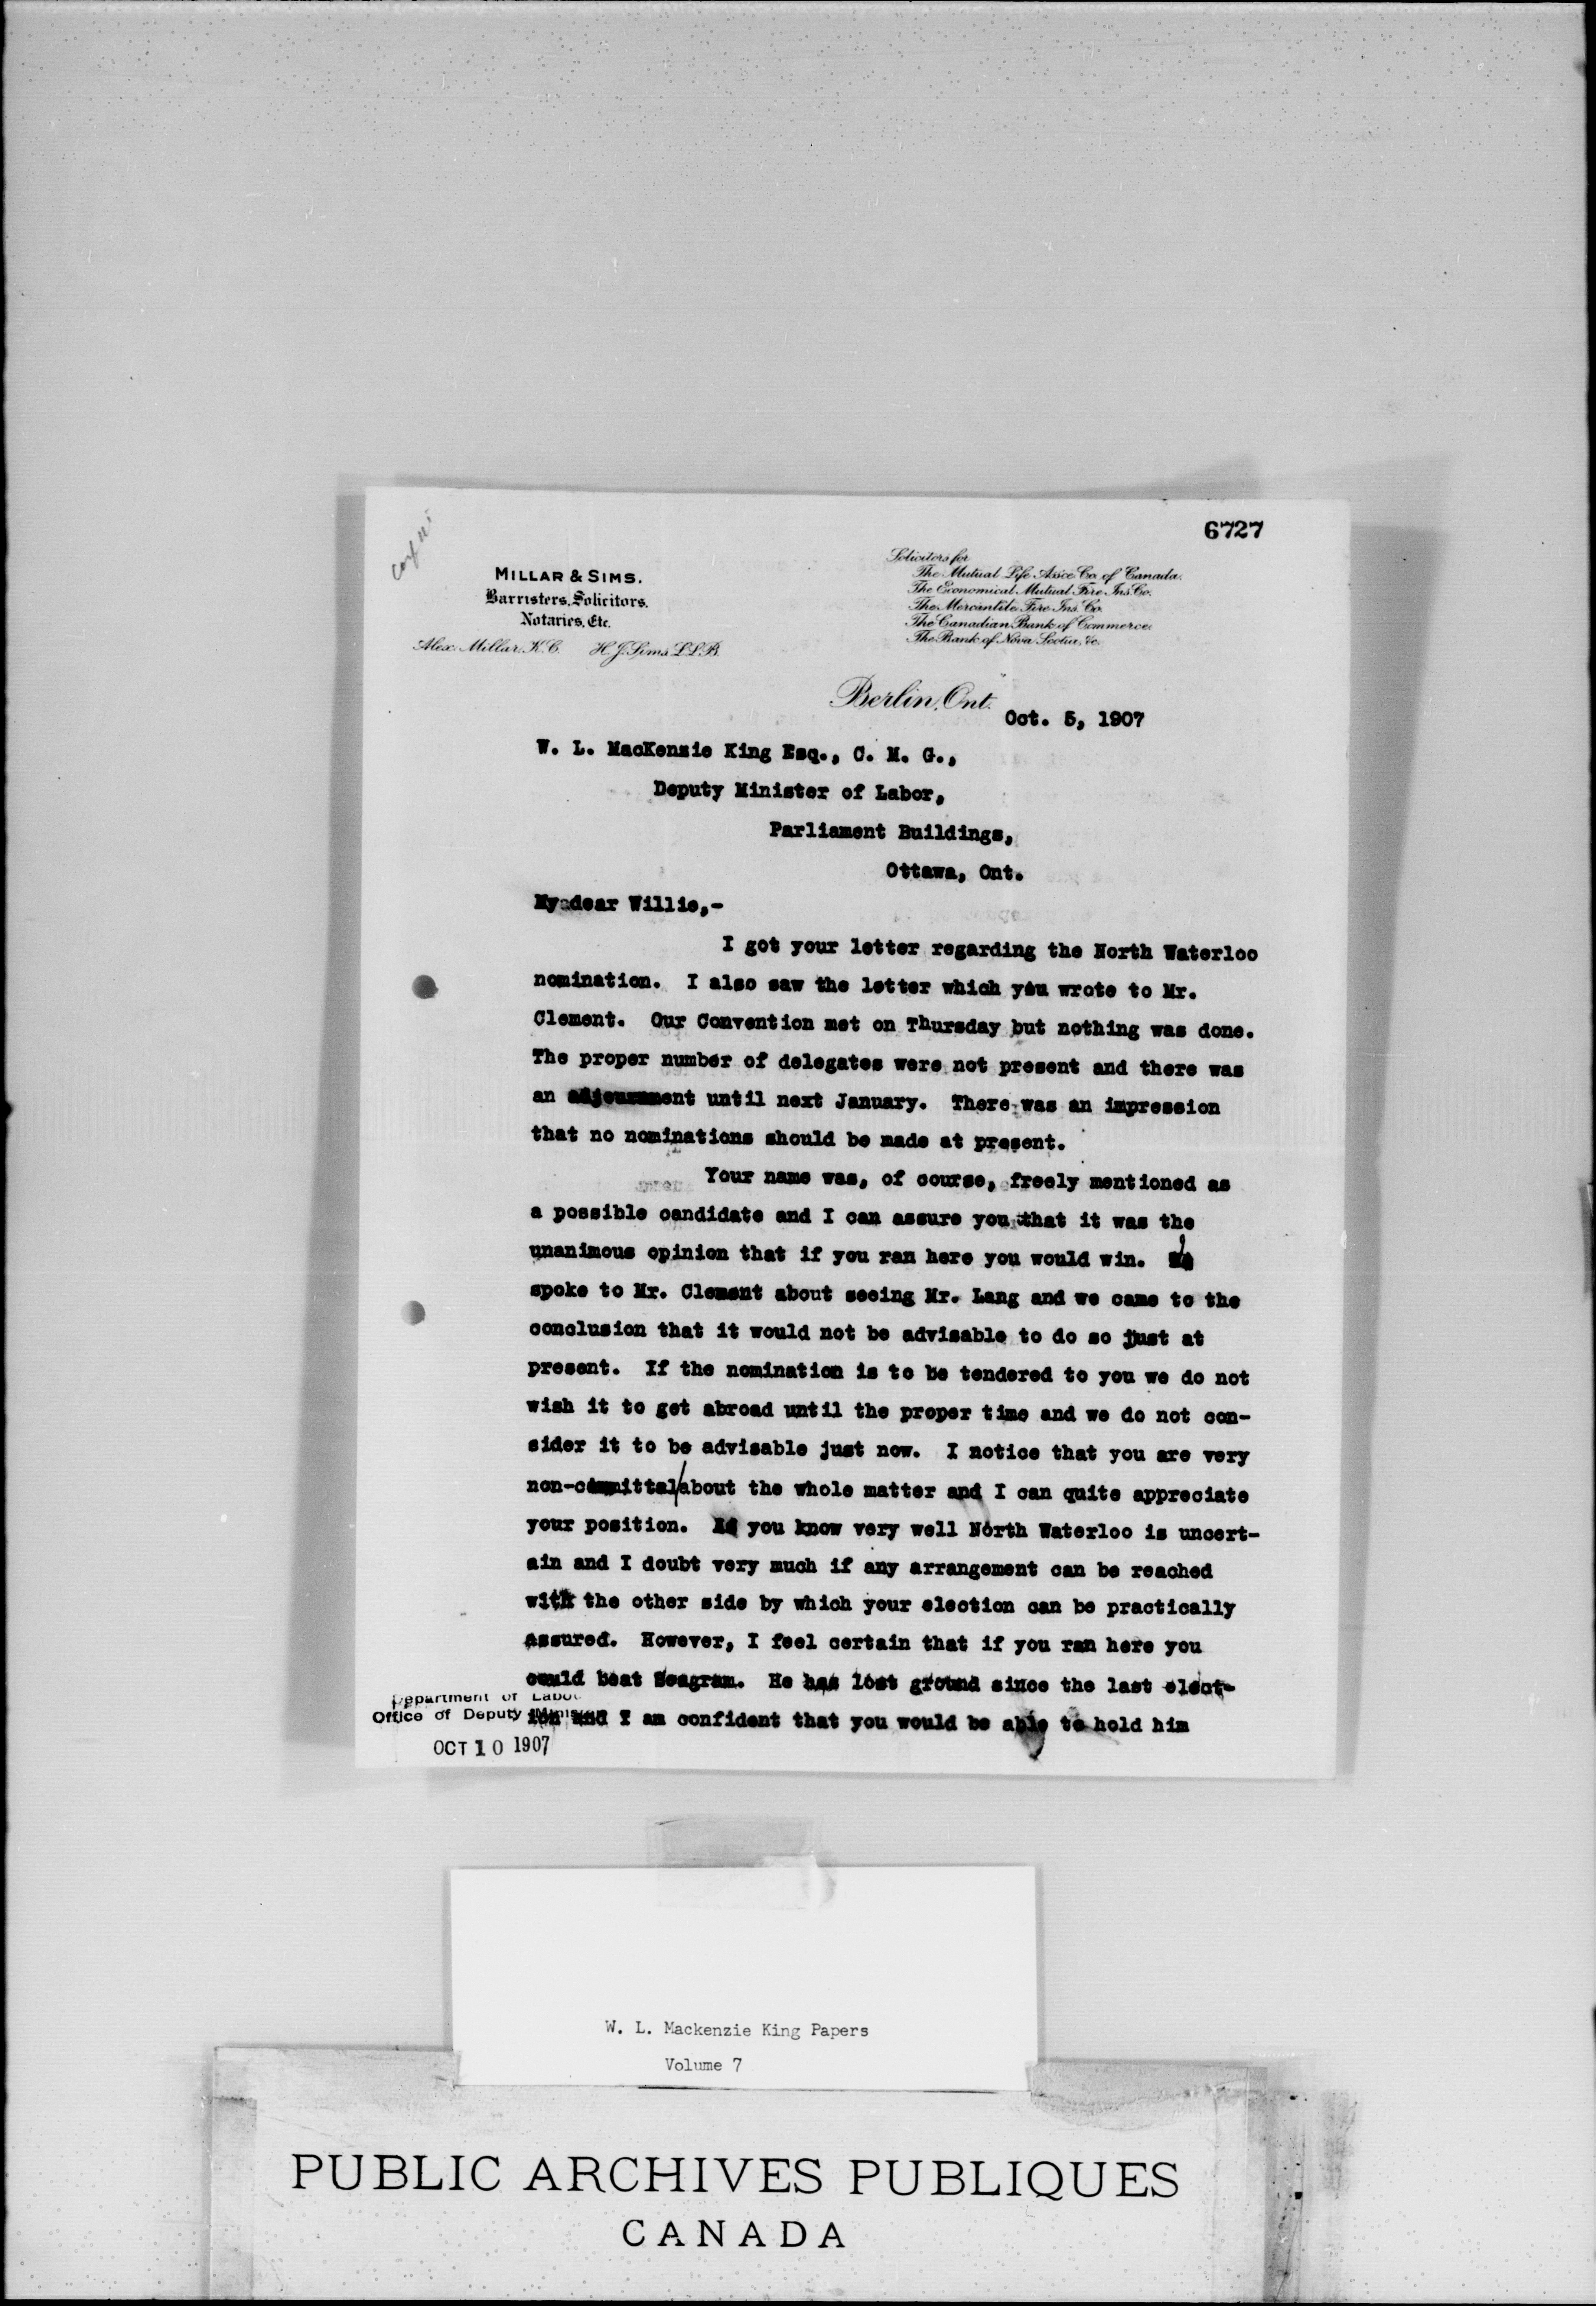 6727
MILLAR & SIMS.
Barristers, Solicitors,
Notaries, Etc.
Alex. Millar, K.C. H. J. Sims LL.B.
Solicitors for
The Mutual Life Assce Co. of Canada.
The Economical Mutual Fire Ins. Co.
The Mercantile Fire Ins. Co.
The Canadian Bank of Commerce.
The Bank of Nova Scotia, &c.
Berlin, Ont. Oct. 5, 1907
W. L. MacKenzie King Esq., C. M. G.,
Deputy Minister of Labor,
Parliament Buildings,
Ottawa, Ont.
My dear Willie,-
I got your letter regarding the North Waterloo
nomination. I also saw the letter which you wrote to Mr.
Clement. Our Convention met on Thursday but nothing was done.
The proper number of delegates were not present and there was
an adjournment until next January. There was an impression
that no nominations should be made at present.
Your name was, of course, freely mentioned as
a possible candidate and I can assure you that it was the
unanimous opinion that if you ran here you would win. I
spoke to Mr. Clement about seeing Mr. Lang and we came to the
conclusion that it would not be advisable to do so just at
present. If the nomination is to be tendered to you we do not
wish it to get abroad until the proper time and we do not con-
sider it to be advisable just now. I notice that you are very
non-committal about the whole matter and I can quite appreciate
your position. As you know very well North Waterloo is uncert-
ain and I doubt very much if any arrangement can be reached
with the other side by which your election can be practically
assured. However, I feel certain that if you ran here you
could beat Seagram. He has lost ground since the last elect-
ion and I am confident that you would be able to hold him
Department of Labou
Office of Deputy Minister
OCT 10 1907
W. L. Mackenzie King Papers
Volume 7
PUBLIC ARCHIVES PUBLIQUES
CANADA